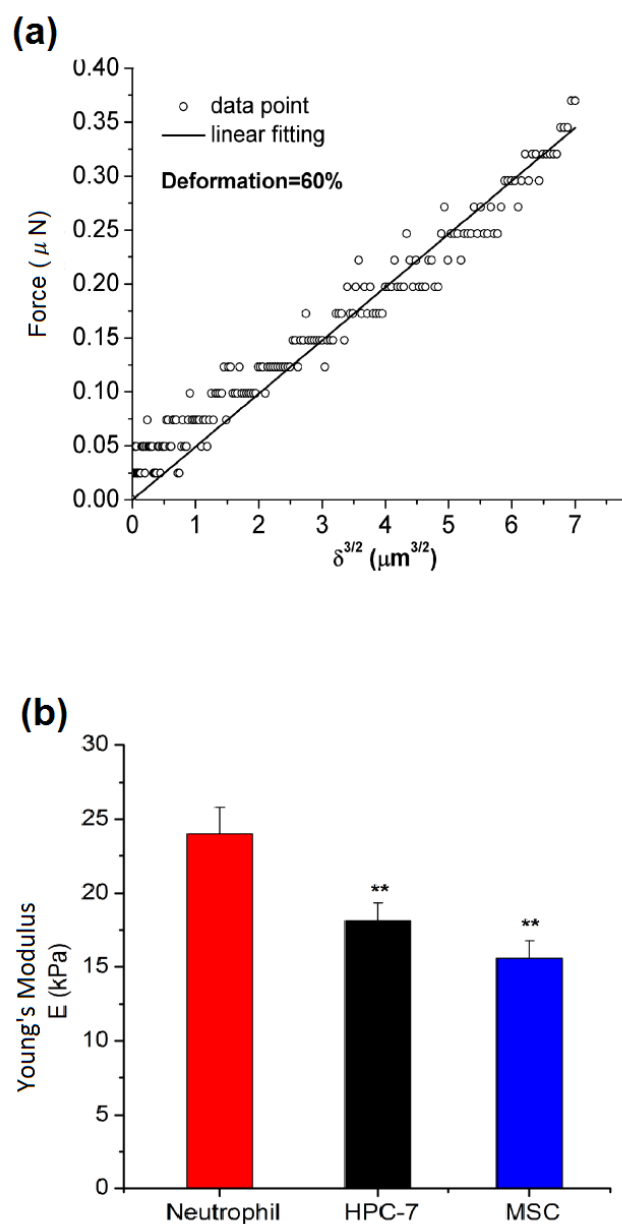 (a)
0.40
0.35
0.30
0.25
0.20
0.15
0.10
0.05
0.00
Force ( μ N)
data point
linear fitting
Deformation=60%
0 1 2 3 4 5 6 7
δ³/² (μm³/²)
(b)
30
25
20
15
10
5
0
Young's Modulus
E (kPa)
**
**
Neutrophil HPC-7 MSC